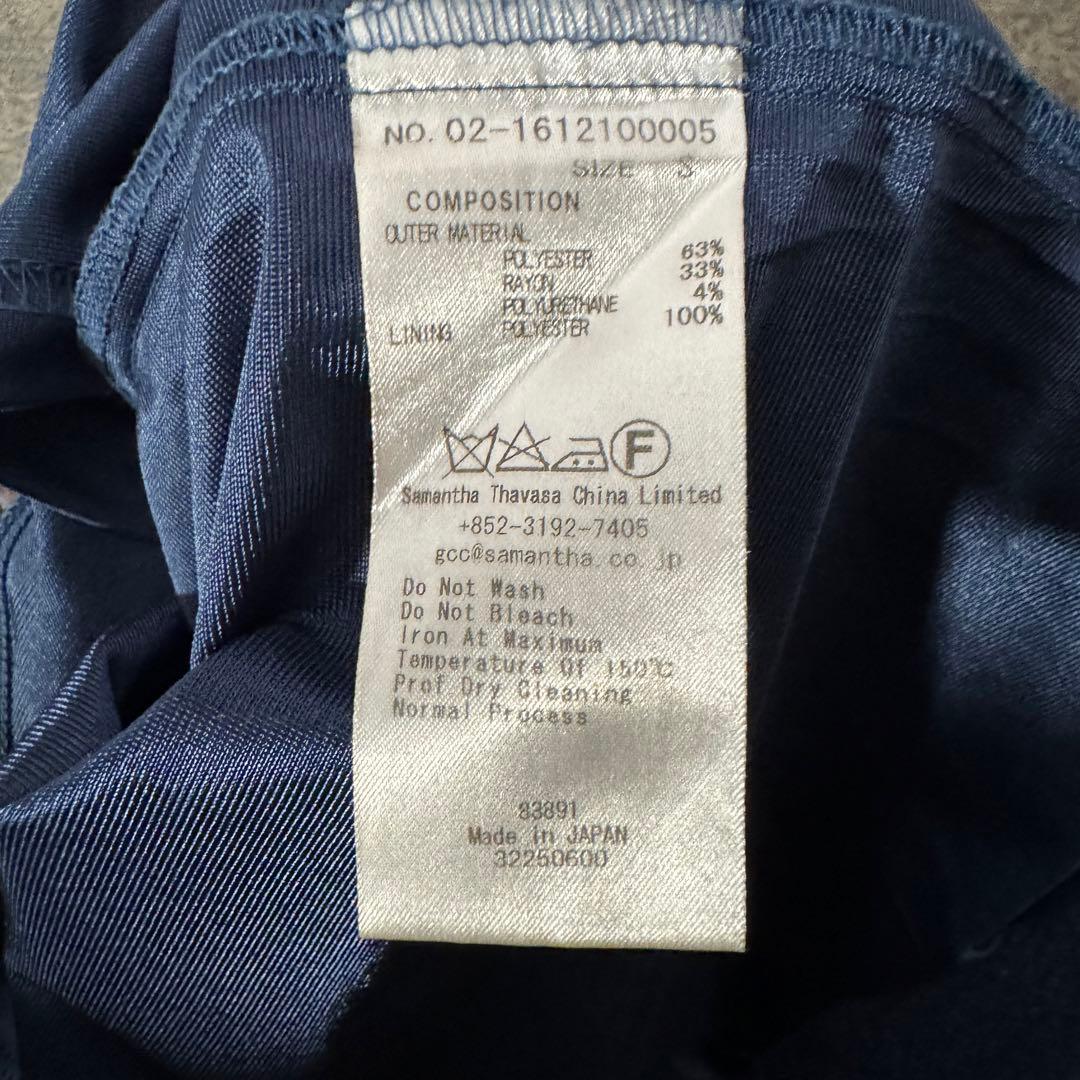 NO. 02-1612100005
SIZE S
COMPOSITION
OUTER MATERIAL
POLYESTER 63%
RAYON 33%
POLYURETHANE 4%
LINING POLYESTER 100%
F
Samantha Thavasa China Limited
+852-3192-7405
gcc@samantha.co.jp
Do Not Wash
Do Not Bleach
Iron At Maximum
Temperature Of 150℃
Prof Dry Cleaning
Normal Process
83891
Made in JAPAN
32250600